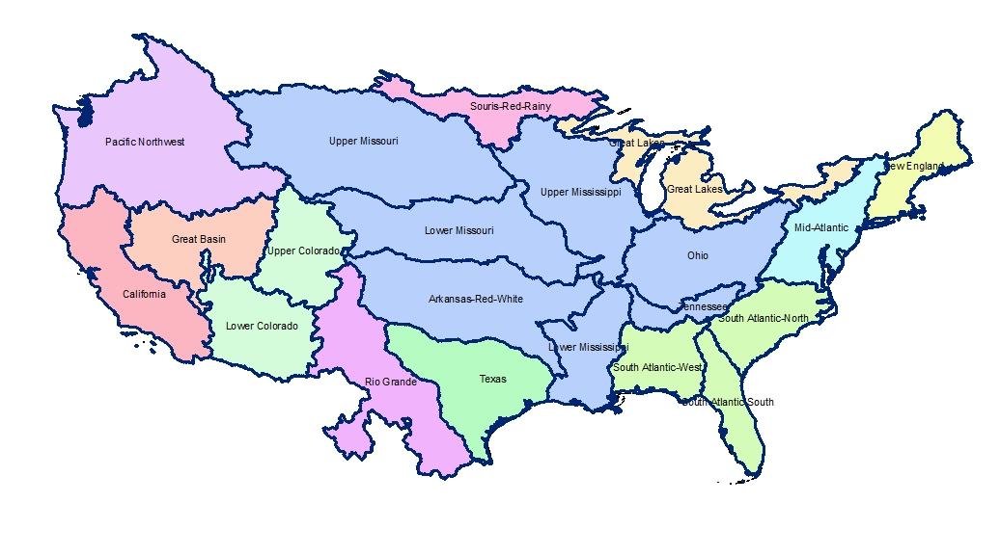 Souris-Red-Rainy
Pacific Northwest
Upper Missouri
Great Lakes
New England
Great Lakes
Upper Mississippi
Mid-Atlantic
Lower Missouri
Great Basin
Upper Colorado
Ohio
California
Arkansas-Red-White
Tennessee
South Atlantic-North
Lower Colorado
Lower Mississippi
South Atlantic-West
Texas
Rio Grande
South Atlantic-South